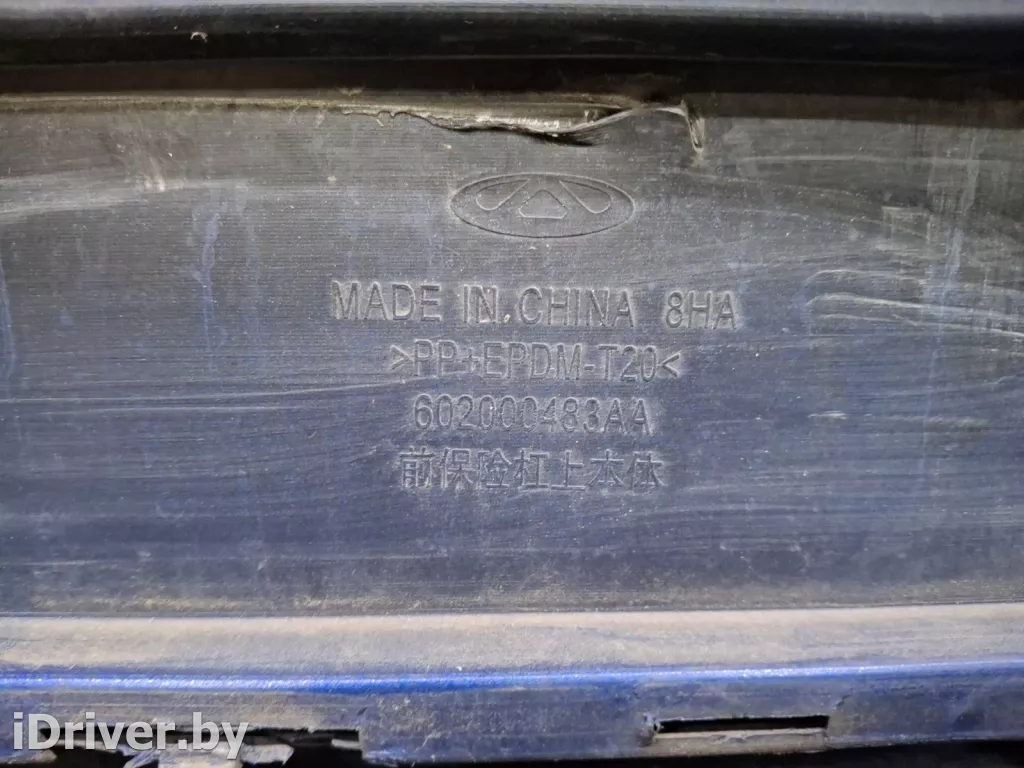 MADE IN CHINA 8HA
>PP+EPDM-T20<
602000483AA
前保险杠上本体
iDriver.by